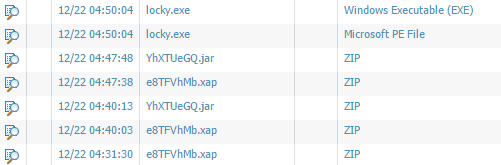 12/22 04:50:04 locky.exe Windows Executable (EXE)
12/22 04:50:04 locky.exe Microsoft PE File
12/22 04:47:48 YhXTUeGQ.jar ZIP
12/22 04:47:38 e8TFVhMb.xap ZIP
12/22 04:40:13 YhXTUeGQ.jar ZIP
12/22 04:40:03 e8TFVhMb.xap ZIP
12/22 04:31:30 e8TFVhMb.xap ZIP